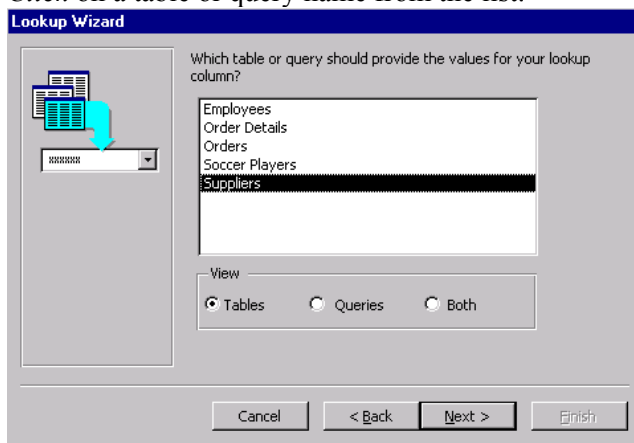 Click on a table or query name from the list.
Lookup Wizard
Which table or query should provide the values for your lookup
column?
xxxxxx
Employees
Order Details
Orders
Soccer Players
Suppliers
View
Tables Queries Both
Cancel < Back Next > Finish